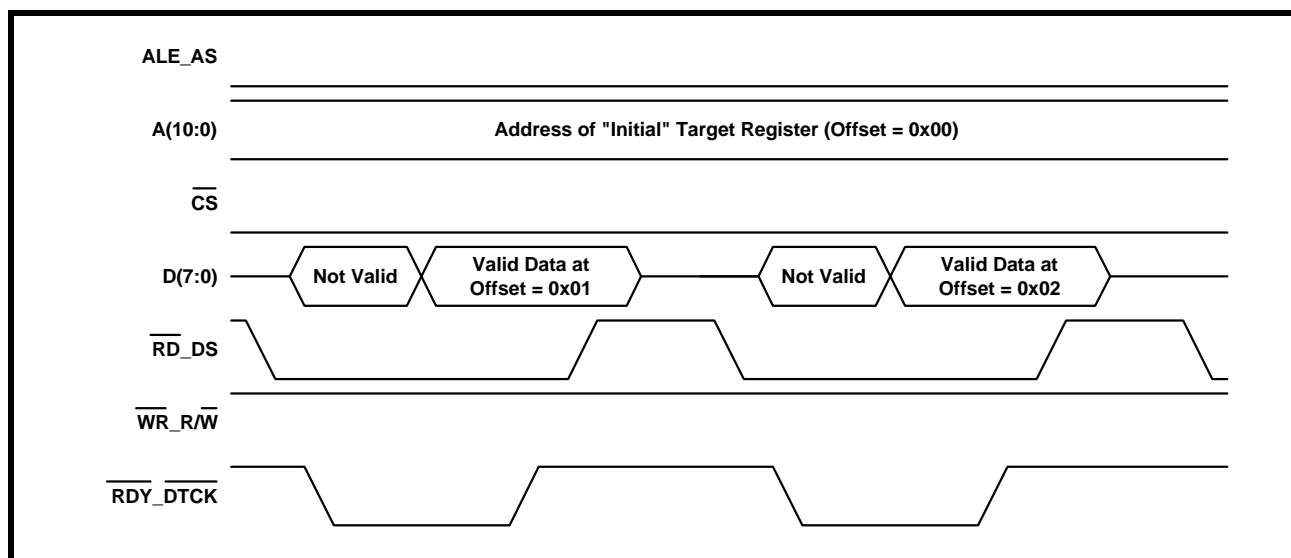 ALE_AS
A(10:0)
Address of "Initial" Target Register (Offset = 0x00)
CS
D(7:0)
Not Valid
Valid Data at
Offset = 0x01
Not Valid
Valid Data at
Offset = 0x02
RD_DS
WR_R/W
RDY_DTCK